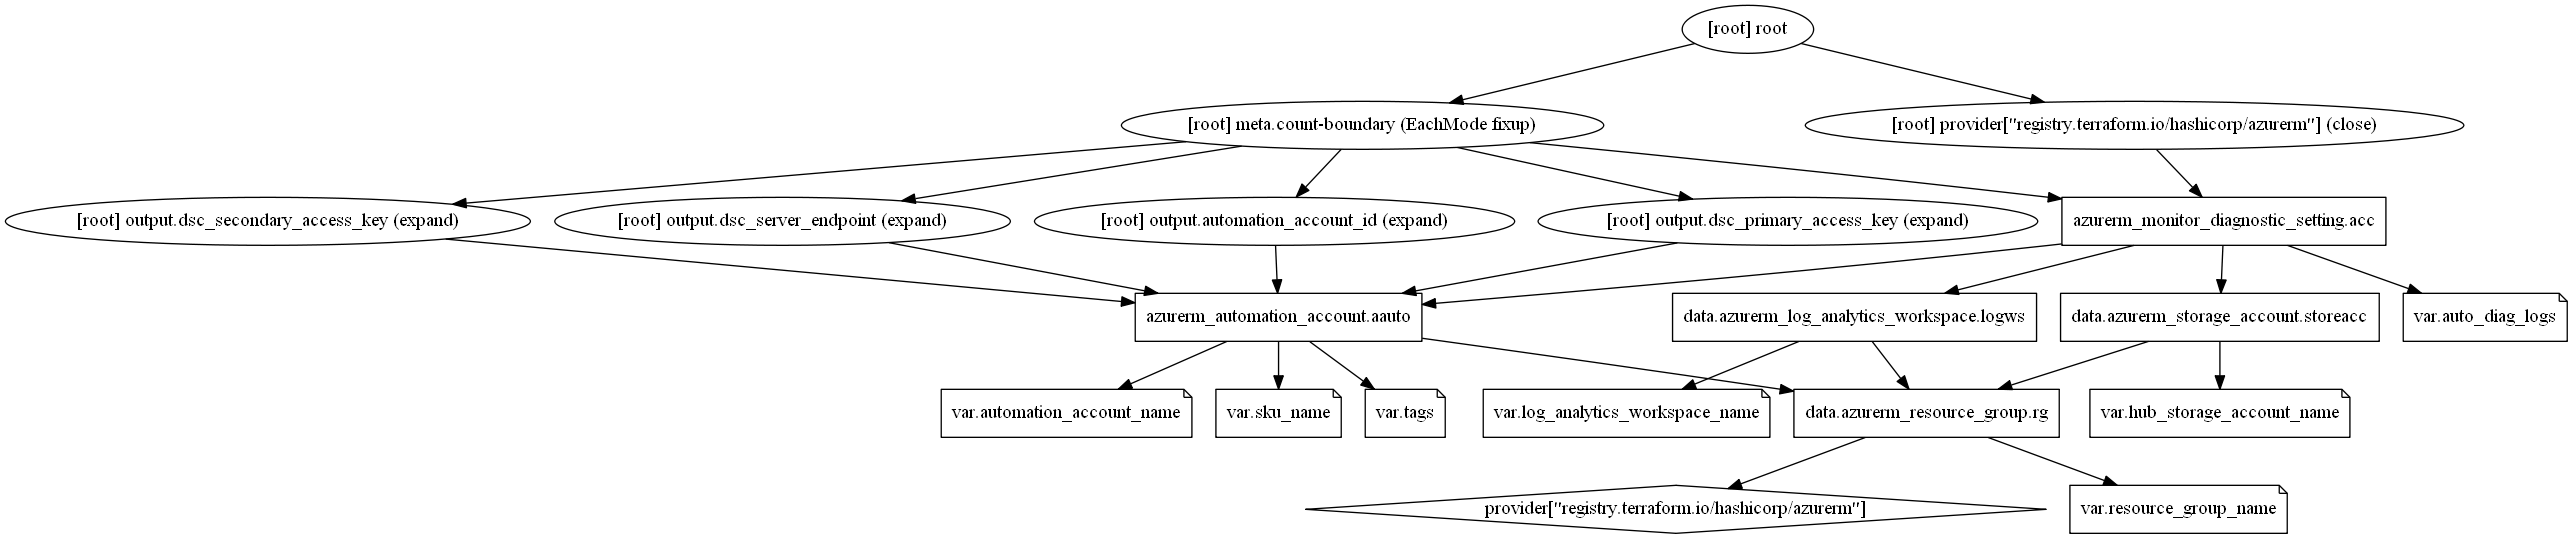 [root] root
[root] meta.count-boundary (EachMode fixup)
[root] provider["registry.terraform.io/hashicorp/azurerm"] (close)
[root] output.dsc_secondary_access_key (expand)
[root] output.dsc_server_endpoint (expand)
[root] output.automation_account_id (expand)
[root] output.dsc_primary_access_key (expand)
azurerm_monitor_diagnostic_setting.acc
azurerm_automation_account.aauto
data.azurerm_log_analytics_workspace.logws
data.azurerm_storage_account.storeacc
var.auto_diag_logs
var.automation_account_name
var.sku_name
var.tags
var.log_analytics_workspace_name
data.azurerm_resource_group.rg
var.hub_storage_account_name
provider["registry.terraform.io/hashicorp/azurerm"]
var.resource_group_name